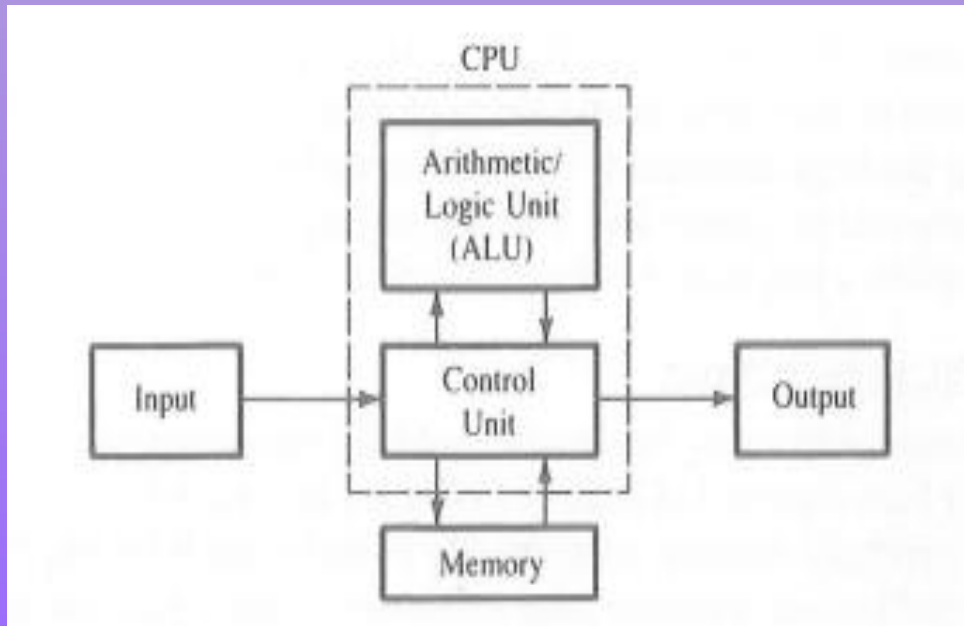 CPU
Arithmetic/
Logic Unit
(ALU)
Input
Control
Unit
Output
Memory